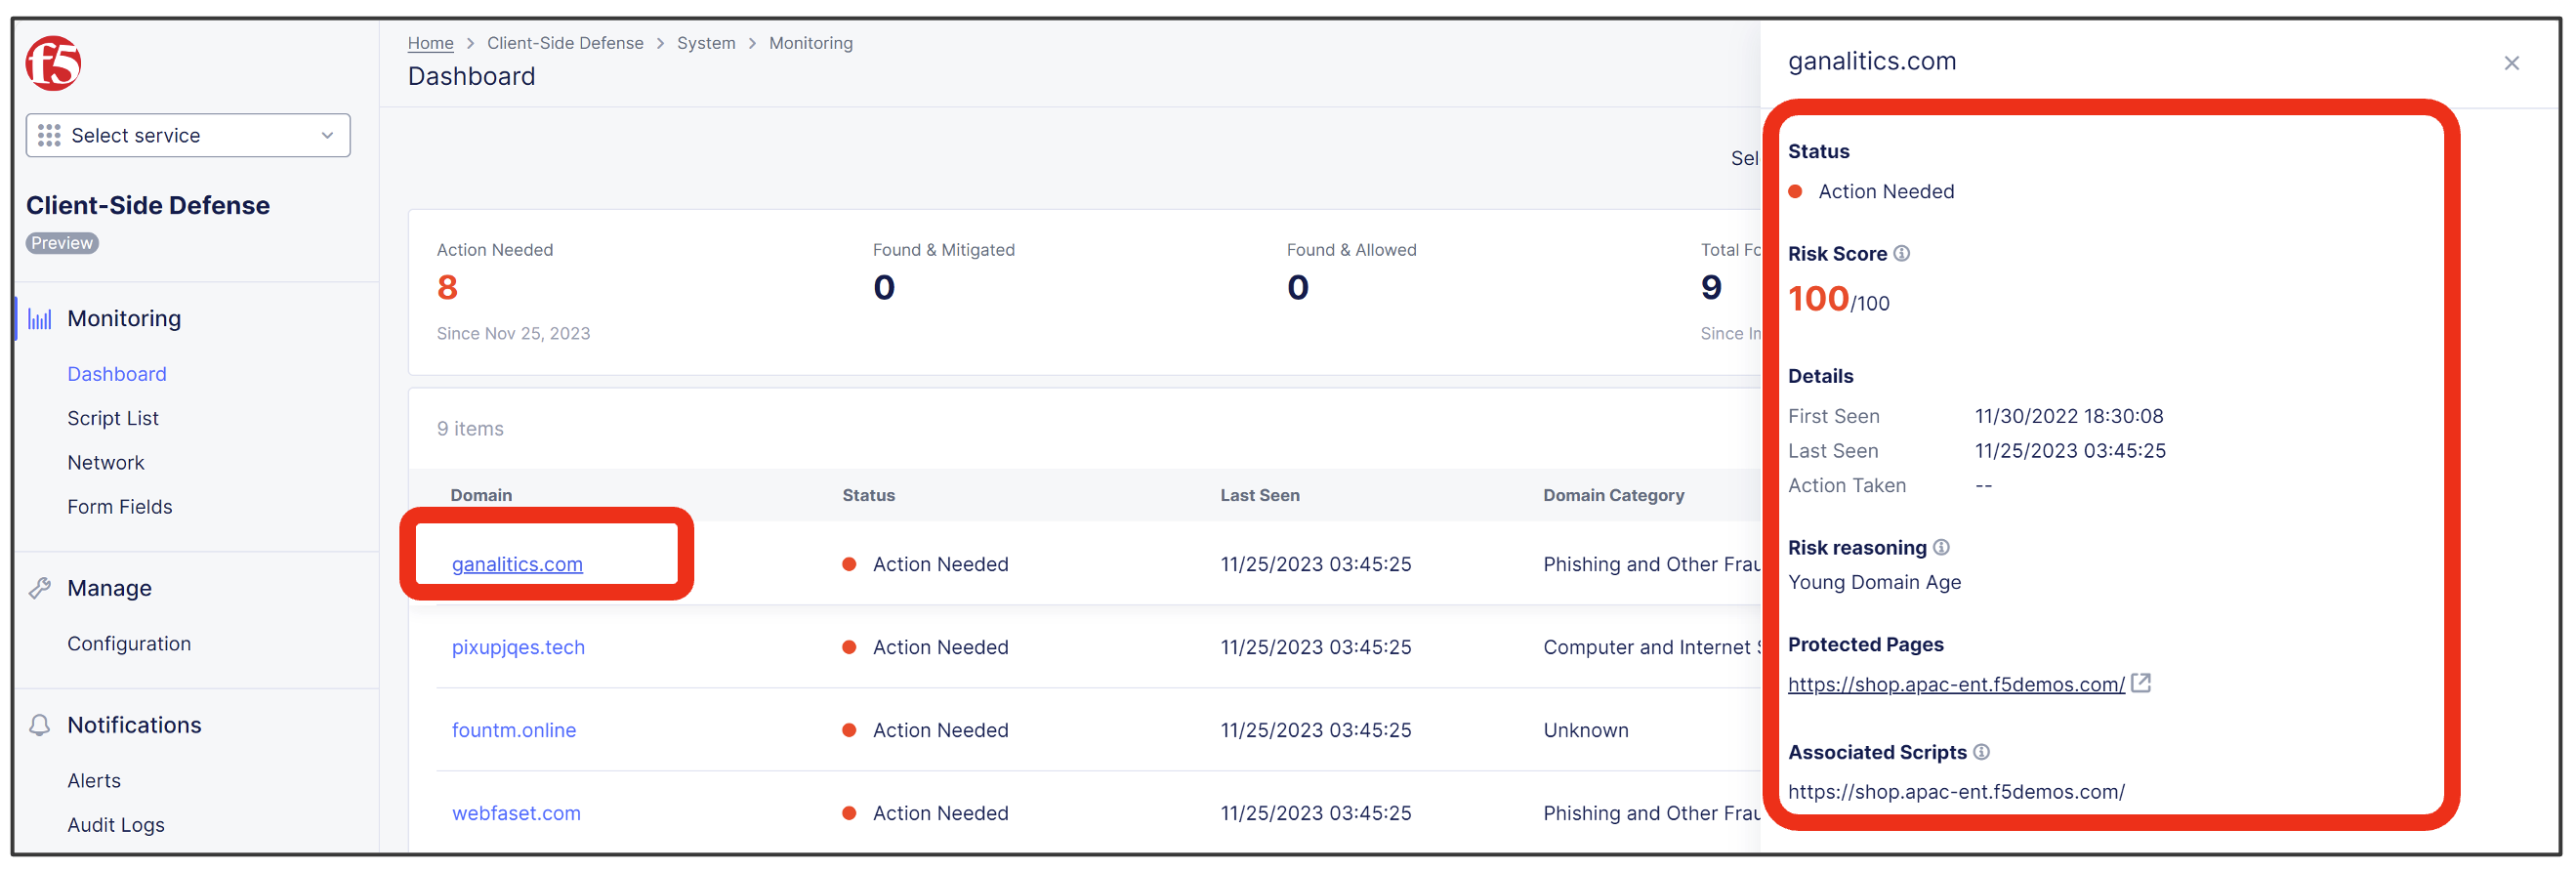 f5
Select service
Client-Side Defense
Preview
Monitoring
Dashboard
Script List
Network
Form Fields
Manage
Configuration
Notifications
Alerts
Audit Logs
Home > Client-Side Defense > System > Monitoring
Dashboard
Sel
Action Needed
8
Since Nov 25, 2023
Found & Mitigated
0
Found & Allowed
0
Total Fo
9
Since In
9 items
Domain Status Last Seen Domain Category
ganalitics.com Action Needed 11/25/2023 03:45:25 Phishing and Other Frau
pixupjqes.tech Action Needed 11/25/2023 03:45:25 Computer and Internet S
fountm.online Action Needed 11/25/2023 03:45:25 Unknown
webfaset.com Action Needed 11/25/2023 03:45:25 Phishing and Other Frau
ganalitics.com
Status
Action Needed
Risk Score
100/100
Details
First Seen 11/30/2022 18:30:08
Last Seen 11/25/2023 03:45:25
Action Taken --
Risk reasoning
Young Domain Age
Protected Pages
https://shop.apac-ent.f5demos.com/
Associated Scripts
https://shop.apac-ent.f5demos.com/